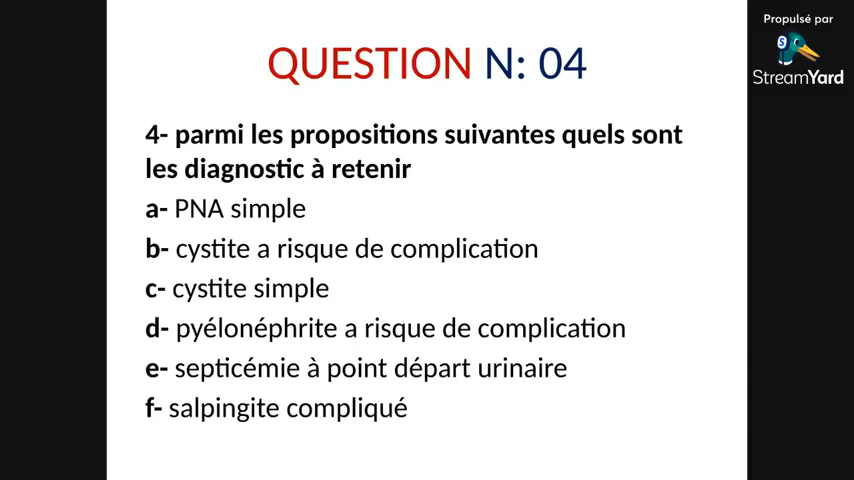 Propulsé par
StreamYard
QUESTION N: 04
4- parmi les propositions suivantes quels sont
les diagnostic à retenir
a- PNA simple
b- cystite a risque de complication
c- cystite simple
d- pyélonéphrite a risque de complication
e- septicémie à point départ urinaire
f- salpingite compliqué